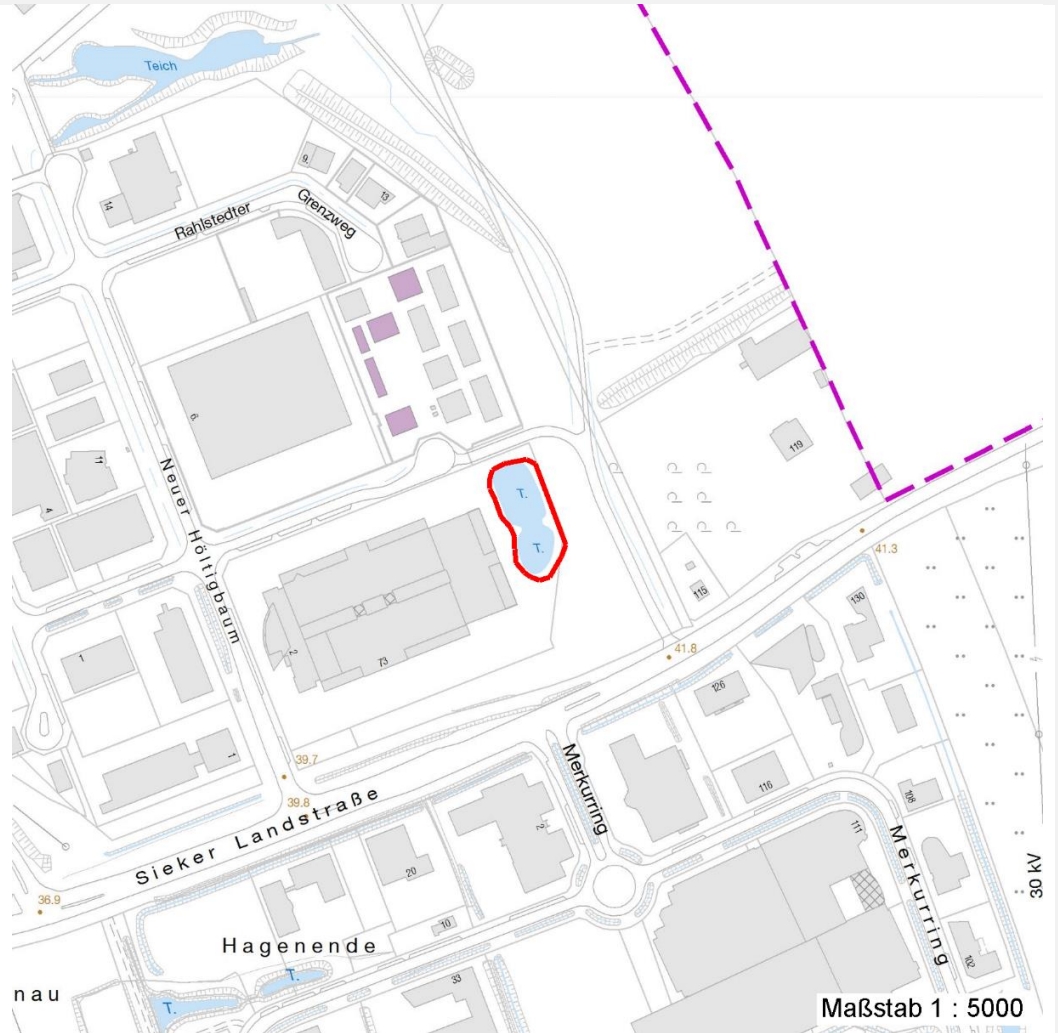 Teich
14
9.
13
Rahlstedter
Grenzweg
6.
11
4
Neuer Höltigbaum
T.
T.
119
41.3
115
130
41.8
1
2
73
126
1
39.7
39.8
Merkurring
116
108
Sieker Landstraße
2
20
111
Merkurring
36.9
10
30 kV
Hagenende
T.
33
102
nau
T.
Maßstab 1 : 5000